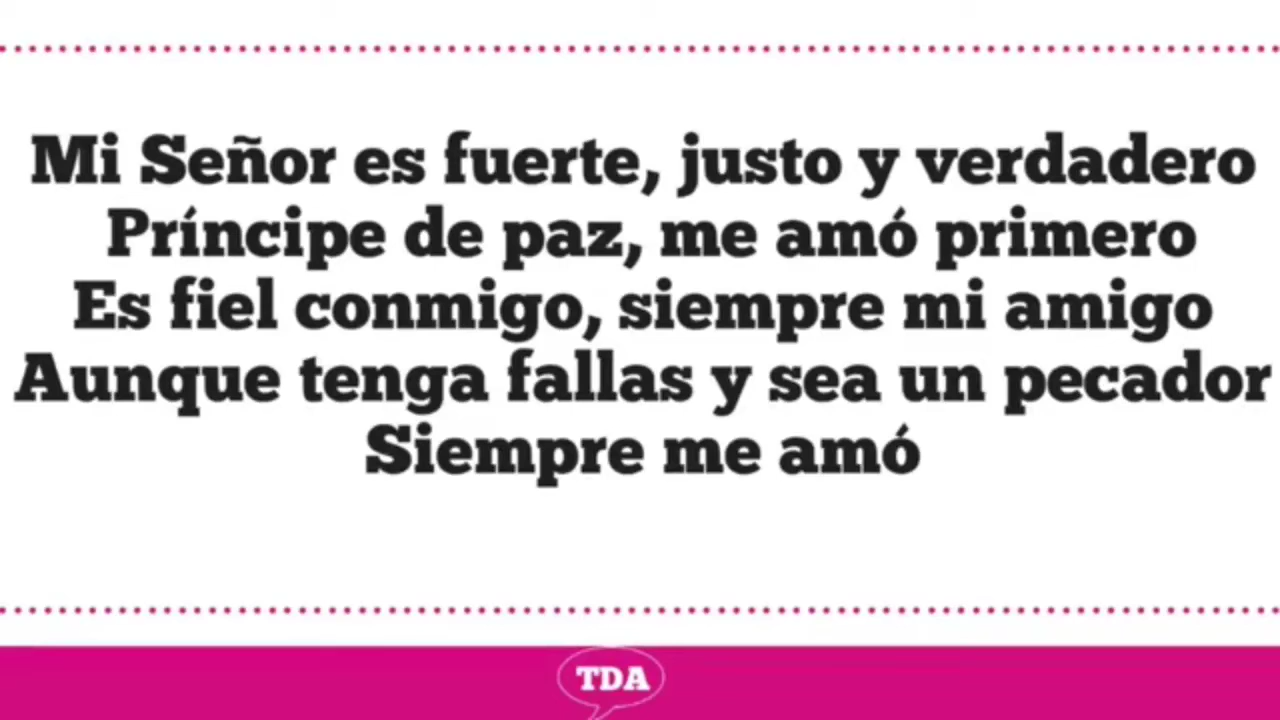 Mi Señor es fuerte, justo y verdadero
Príncipe de paz, me amó primero
Es fiel conmigo, siempre mi amigo
Aunque tenga fallas y sea un pecador
Siempre me amó
TDA